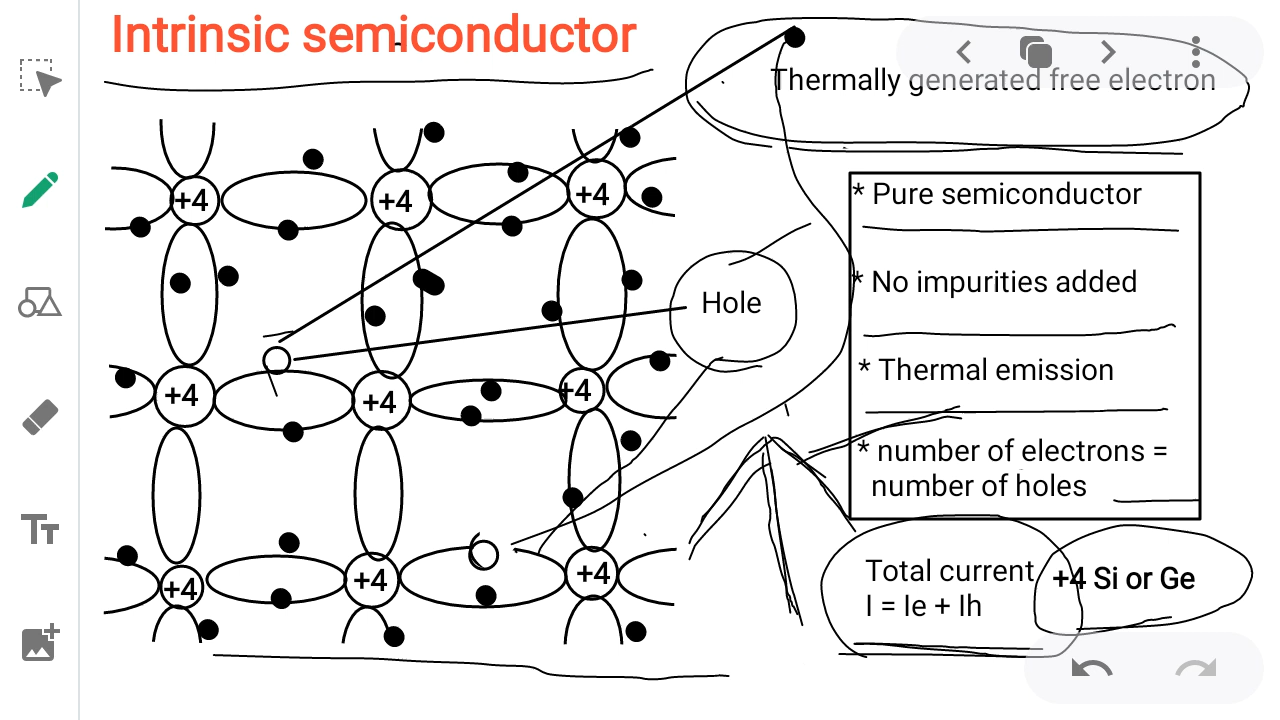 Intrinsic semiconductor
Thermally generated free electron
+4 +4 +4
* Pure semiconductor
* No impurities added
Hole
+4 +4 +4
* Thermal emission
* number of electrons =
number of holes
+4 +4 +4
Total current
I = Ie + Ih
+4 Si or Ge
Tт